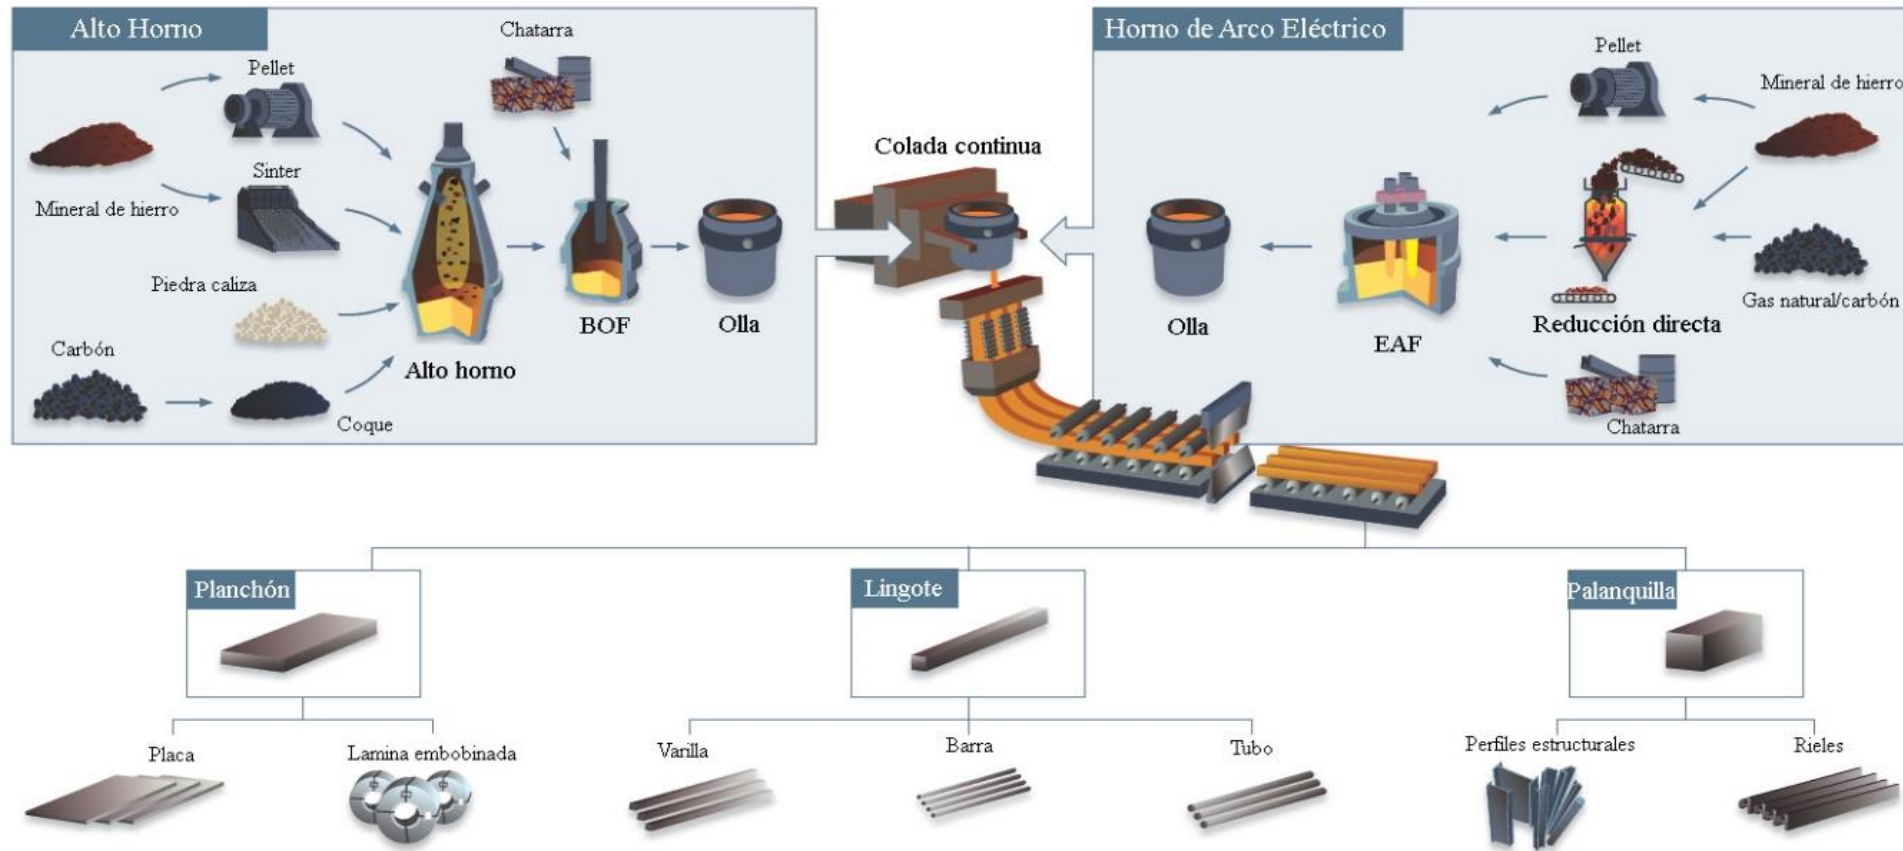 Alto Horno
Chatarra
Pellet
Mineral de hierro
Sinter
Piedra caliza
Carbón
Coque
Alto horno
BOF
Olla
Colada continua
Horno de Arco Eléctrico
Pellet
Mineral de hierro
Gas natural/carbón
Reducción directa
Chatarra
EAF
Olla
Planchón
Lingote
Palanquilla
Placa
Lamina embobinada
Varilla
Barra
Tubo
Perfiles estructurales
Rieles